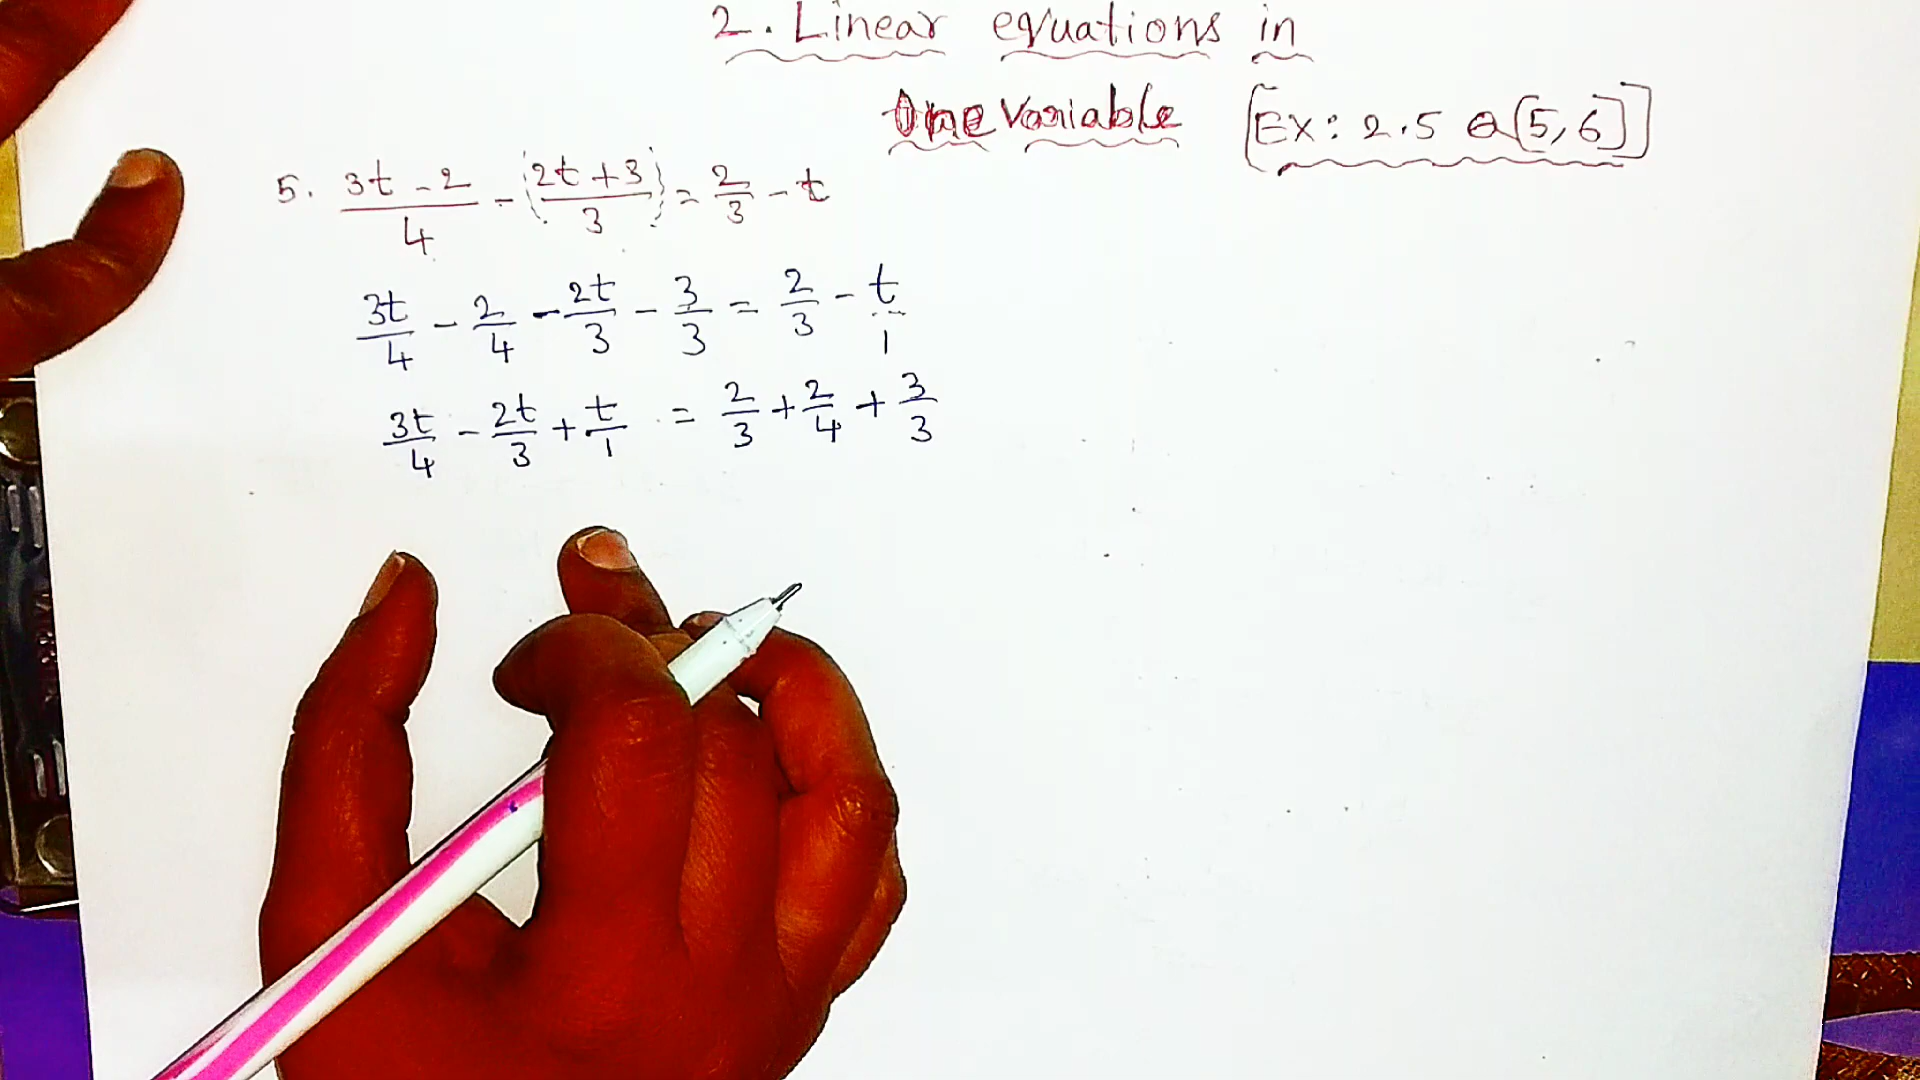 2. Linear equations in
One Variable [Ex: 2.5 Q[5,6]]
5. (3t - 2)/4 - (2t + 3)/3 = 2/3 - t
3t/4 - 2/4 - 2t/3 - 3/3 = 2/3 - t/1
3t/4 - 2t/3 + t/1 = 2/3 + 2/4 + 3/3